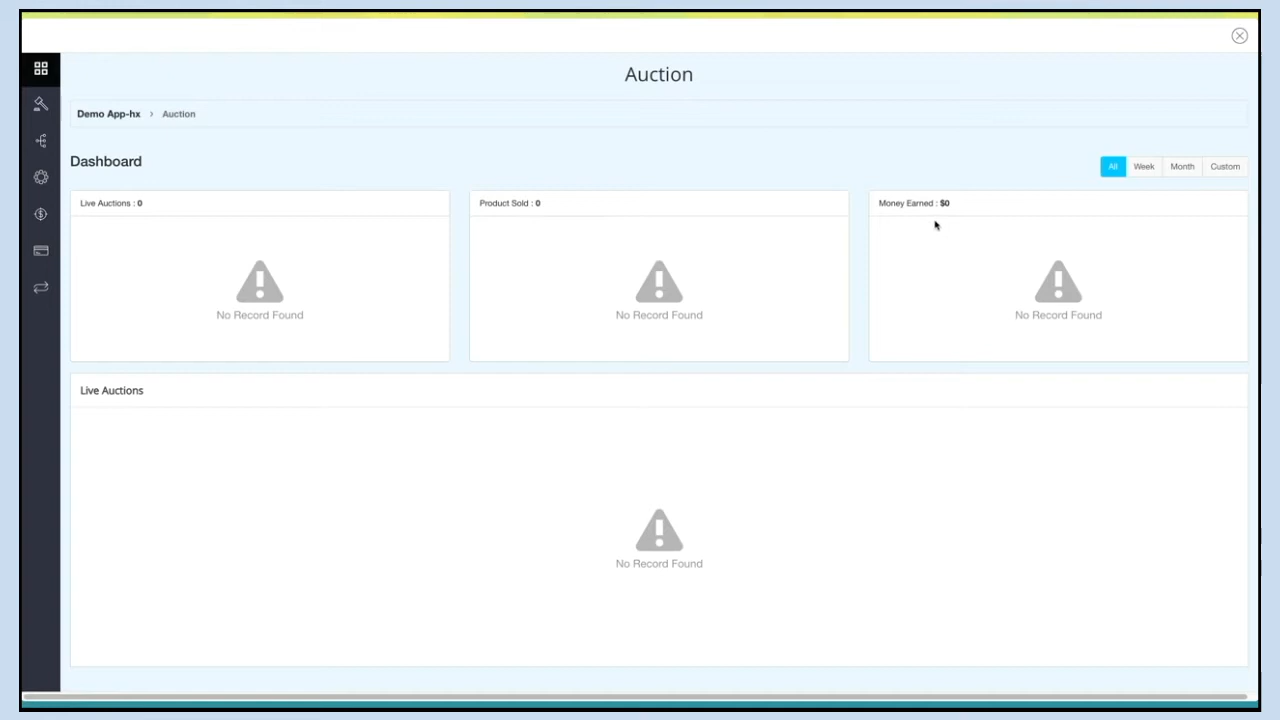 Auction
Demo App-hx > Auction
Dashboard
All Week Month Custom
Live Auctions : 0
Product Sold : 0
Money Earned : $0
No Record Found
No Record Found
No Record Found
Live Auctions
No Record Found